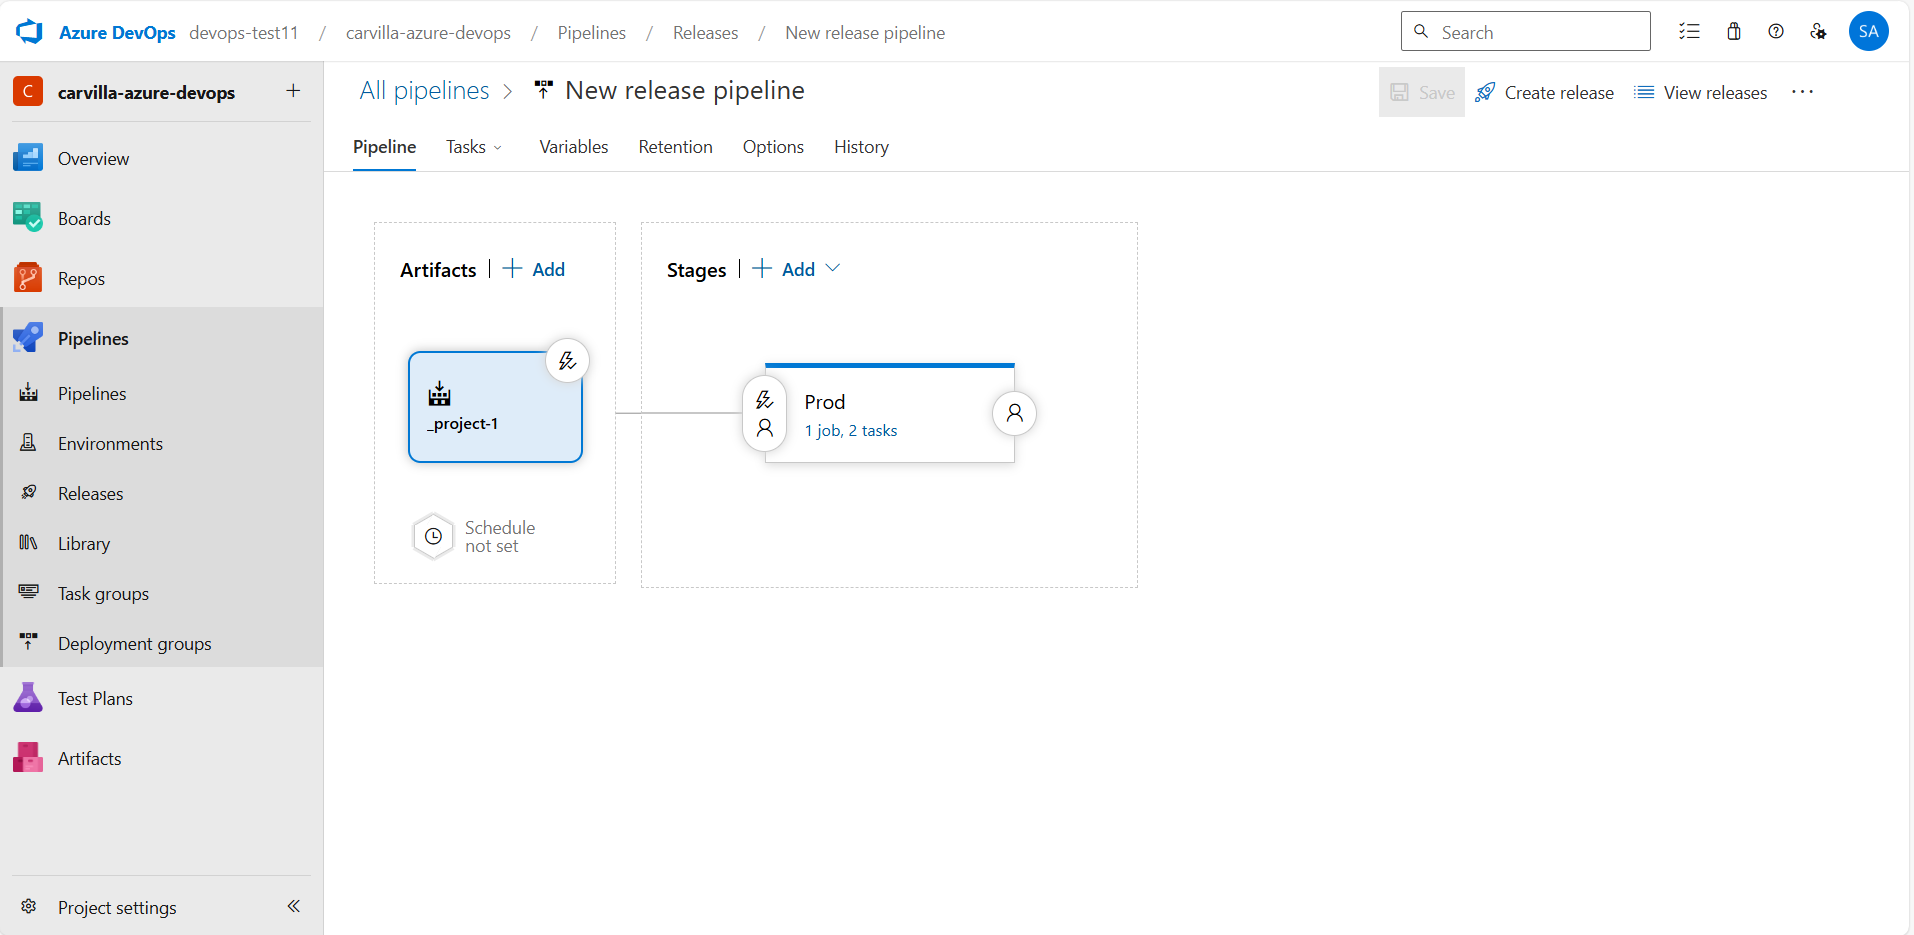 Azure DevOps devops-test11 / carvilla-azure-devops / Pipelines / Releases / New release pipeline
Search
SA
C carvilla-azure-devops +
Overview
Boards
Repos
Pipelines
Pipelines
Environments
Releases
Library
Task groups
Deployment groups
Test Plans
Artifacts
Project settings
All pipelines > New release pipeline
Save Create release View releases ...
Pipeline Tasks Variables Retention Options History
Artifacts | + Add
_project-1
Schedule
not set
Stages | + Add
Prod
1 job, 2 tasks